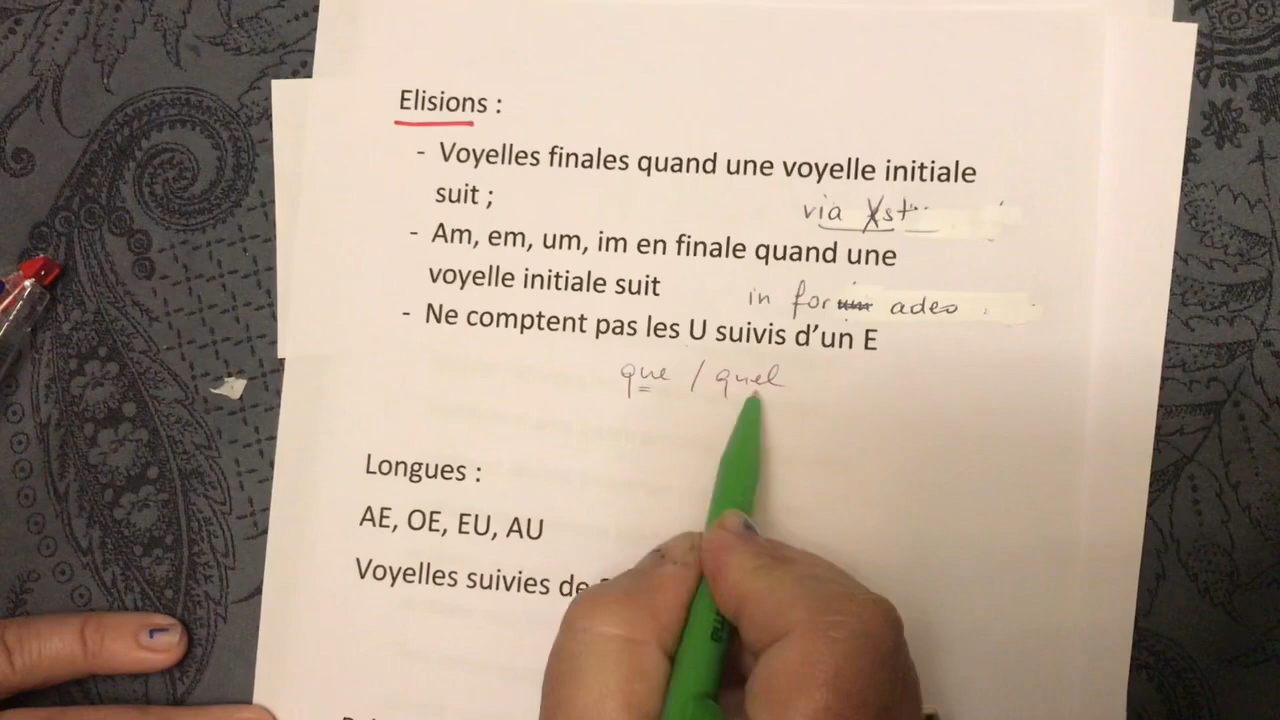 Elisions :
- Voyelles finales quand une voyelle initiale
suit ;
via
- Am, em, um, im en finale quand une
voyelle initiale suit
in for adeo
- Ne comptent pas les U suivis d'un E
que / quel
Longues :
AE, OE, EU, AU
Voyelles suivies de